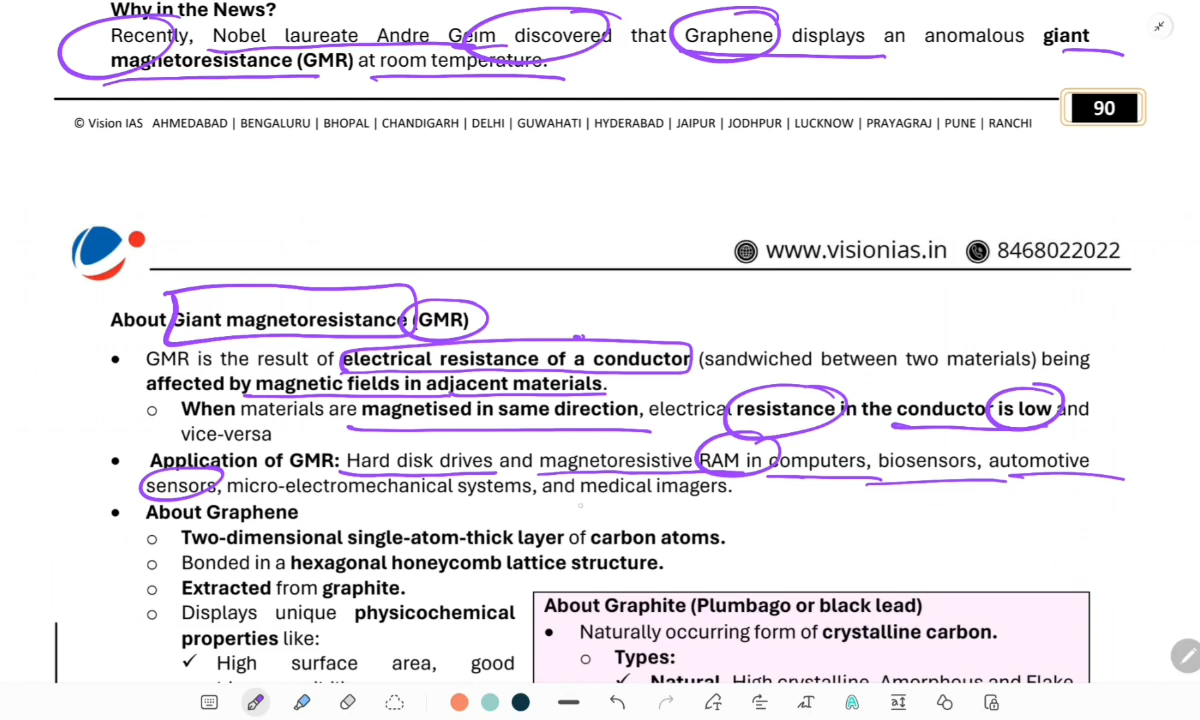 Why in the News?
Recently, Nobel laureate Andre Geim discovered that Graphene displays an anomalous giant
magnetoresistance (GMR) at room temperature.
90
© Vision IAS AHMEDABAD | BENGALURU | BHOPAL | CHANDIGARH | DELHI | GUWAHATI | HYDERABAD | JAIPUR | JODHPUR | LUCKNOW | PRAYAGRAJ | PUNE | RANCHI
www.visionias.in 8468022022
About Giant magnetoresistance (GMR)
• GMR is the result of electrical resistance of a conductor (sandwiched between two materials) being
affected by magnetic fields in adjacent materials.
o When materials are magnetised in same direction, electrical resistance in the conductor is low and
vice-versa
• Application of GMR: Hard disk drives and magnetoresistive RAM in computers, biosensors, automotive
sensors, micro-electromechanical systems, and medical imagers.
• About Graphene
o Two-dimensional single-atom-thick layer of carbon atoms.
o Bonded in a hexagonal honeycomb lattice structure.
o Extracted from graphite.
o Displays unique physicochemical
properties like:
✓ High surface area, good
About Graphite (Plumbago or black lead)
• Naturally occurring form of crystalline carbon.
o Types:
✓ Natural, High crystalline, Amorphous and Flake